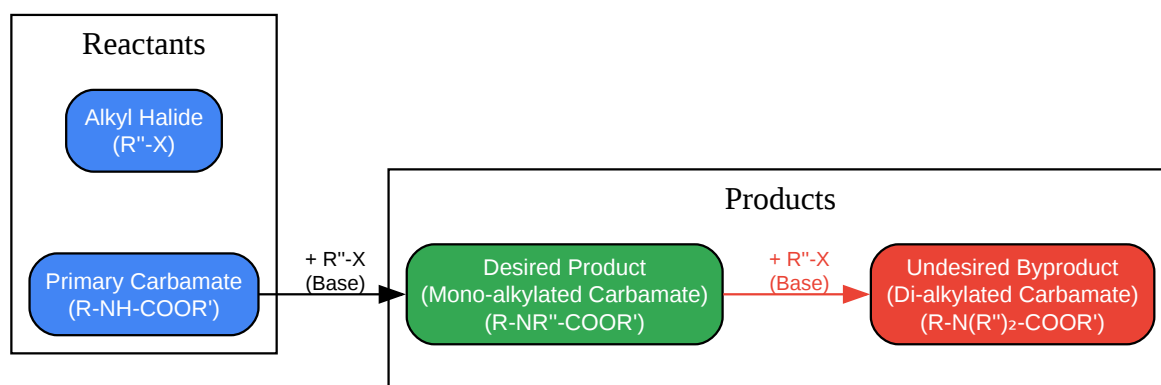 Reactants
Alkyl Halide
(R"-X)
Primary Carbamate
(R-NH-COOR')
+ R"-X
(Base)
Products
Desired Product
(Mono-alkylated Carbamate)
(R-NR"-COOR')
+ R"-X
(Base)
Undesired Byproduct
(Di-alkylated Carbamate)
(R-N(R")₂-COOR')